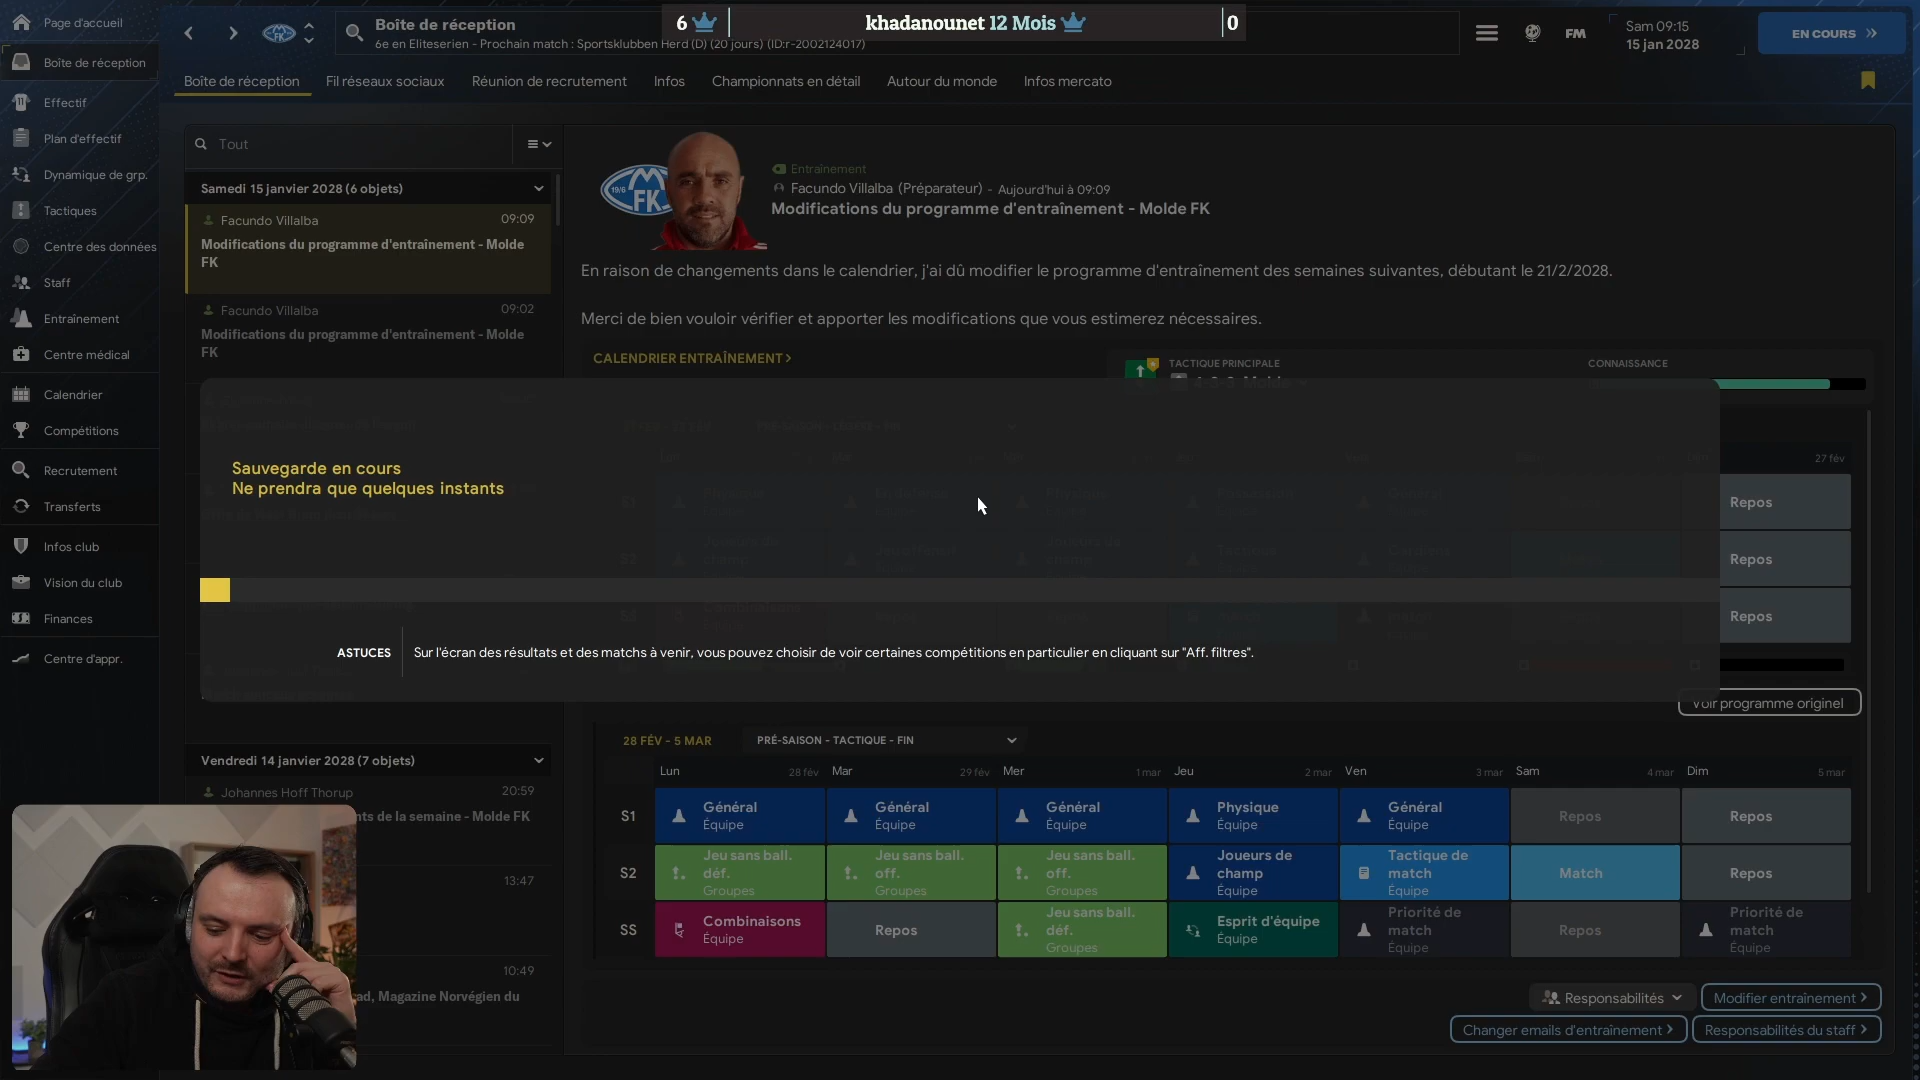 Page d'accueil
Boîte de réception
Effectif
Plan d'effectif
Dynamique de grp.
Tactiques
Centre des données
Staff
Entraînement
Centre médical
Calendrier
Compétitions
Recrutement
Transferts
Infos club
Vision du club
Finances
Centre d'appr.
Boîte de réception
6e en Eliteserien - Prochain match : Sportsklubben Herd (D) (20 jours) (ID:r-2002124017)
6
khadanounet 12 Mois
0
FM
Sam 09:15
15 jan 2028
EN COURS
Boîte de réception
Fil réseaux sociaux
Réunion de recrutement
Infos
Championnats en détail
Autour du monde
Infos mercato
Tout
Samedi 15 janvier 2028 (6 objets)
Facundo Villalba 09:09
Modifications du programme d'entraînement - Molde
FK
Facundo Villalba 09:02
Modifications du programme d'entraînement - Molde
FK
Vendredi 14 janvier 2028 (7 objets)
Johannes Hoff Thorup 20:59
nts de la semaine - Molde FK
13:47
10:49
ad, Magazine Norvégien du
Entraînement
Facundo Villalba (Préparateur) - Aujourd'hui à 09:09
Modifications du programme d'entraînement - Molde FK
En raison de changements dans le calendrier, j'ai dû modifier le programme d'entraînement des semaines suivantes, débutant le 21/2/2028.
Merci de bien vouloir vérifier et apporter les modifications que vous estimerez nécessaires.
CALENDRIER ENTRAÎNEMENT
TACTIQUE PRINCIPALE
CONNAISSANCE
27 fév
Repos
Repos
Repos
Sauvegarde en cours
Ne prendra que quelques instants
ASTUCES
Sur l'écran des résultats et des matchs à venir, vous pouvez choisir de voir certaines compétitions en particulier en cliquant sur "Aff. filtres".
Voir programme originel
28 FÉV - 5 MAR
PRÉ-SAISON - TACTIQUE - FIN
Lun 28 fév Mar 29 fév Mer 1 mar Jeu 2 mar Ven 3 mar Sam 4 mar Dim 5 mar
S1
Général
Équipe
Général
Équipe
Général
Équipe
Physique
Équipe
Général
Équipe
Repos
Repos
S2
Jeu sans ball.
déf.
Groupes
Jeu sans ball.
off.
Groupes
Jeu sans ball.
off.
Groupes
Joueurs de
champ
Équipe
Tactique de
match
Équipe
Match
Repos
SS
Combinaisons
Équipe
Repos
Jeu sans ball.
déf.
Groupes
Esprit d'équipe
Équipe
Priorité de
match
Équipe
Repos
Priorité de
match
Équipe
Responsabilités
Modifier entraînement
Changer emails d'entraînement
Responsabilités du staff